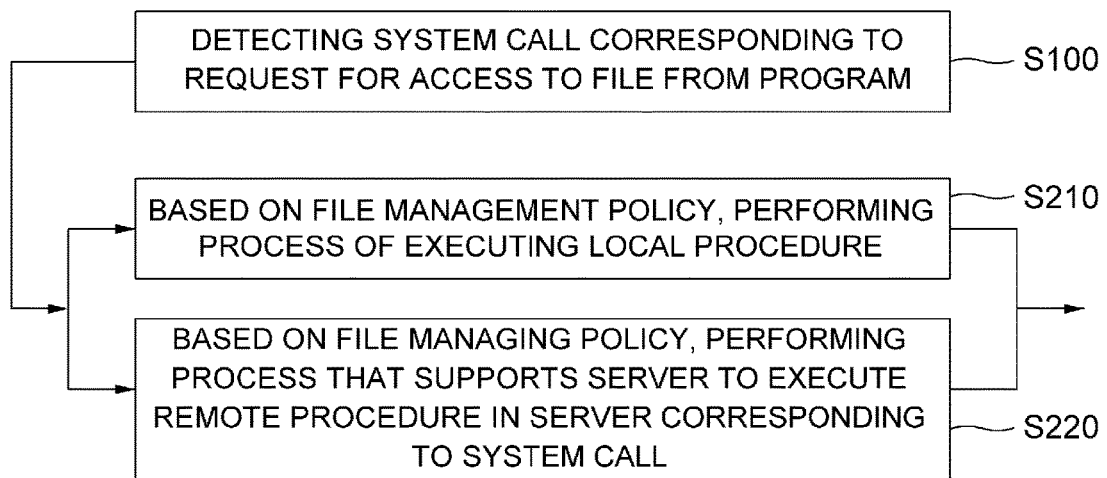 DETECTING SYSTEM CALL CORRESPONDING TO
REQUEST FOR ACCESS TO FILE FROM PROGRAM
S100
BASED ON FILE MANAGEMENT POLICY, PERFORMING
PROCESS OF EXECUTING LOCAL PROCEDURE
S210
BASED ON FILE MANAGING POLICY, PERFORMING
PROCESS THAT SUPPORTS SERVER TO EXECUTE
REMOTE PROCEDURE IN SERVER CORRESPONDING
TO SYSTEM CALL
S220